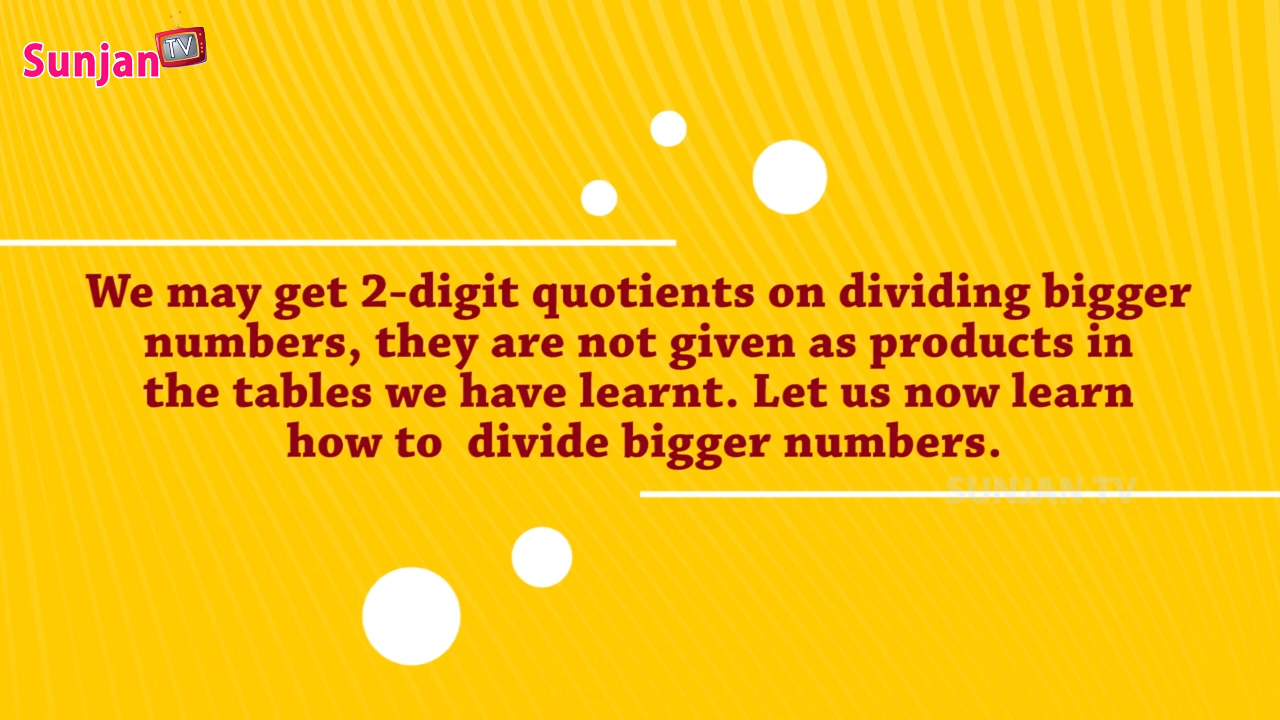 Sunjan TV
We may get 2-digit quotients on dividing bigger
numbers, they are not given as products in
the tables we have learnt. Let us now learn
how to  divide bigger numbers.
SUNJAN TV